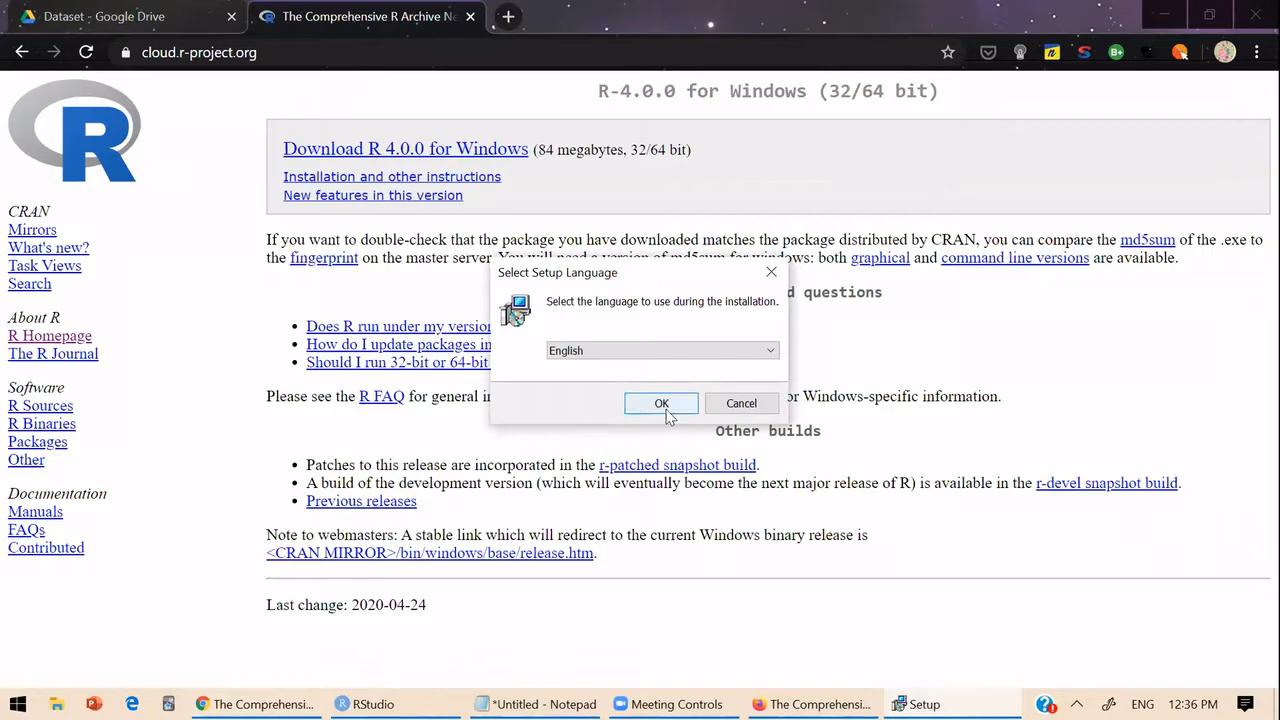 Dataset - Google Drive
The Comprehensive R Archive Ne
cloud.r-project.org
R
CRAN
Mirrors
What's new?
Task Views
Search
About R
R Homepage
The R Journal
Software
R Sources
R Binaries
Packages
Other
Documentation
Manuals
FAQs
Contributed
R-4.0.0 for Windows (32/64 bit)
Download R 4.0.0 for Windows (84 megabytes, 32/64 bit)
Installation and other instructions
New features in this version
If you want to double-check that the package you have downloaded matches the package distributed by CRAN, you can compare the md5sum of the .exe to
the fingerprint on the master server. You will need a version of md5sum for windows: both graphical and command line versions are available.
d questions
Does R run under my version
How do I update packages in
Should I run 32-bit or 64-bit
Please see the R FAQ for general in
or Windows-specific information.
Select Setup Language
Select the language to use during the installation.
English
OK
Cancel
Other builds
Patches to this release are incorporated in the r-patched snapshot build.
A build of the development version (which will eventually become the next major release of R) is available in the r-devel snapshot build.
Previous releases
Note to webmasters: A stable link which will redirect to the current Windows binary release is
<CRAN MIRROR>/bin/windows/base/release.htm.
Last change: 2020-04-24
The Comprehensi...
RStudio
*Untitled - Notepad
Meeting Controls
The Comprehensi...
Setup
ENG
12:36 PM